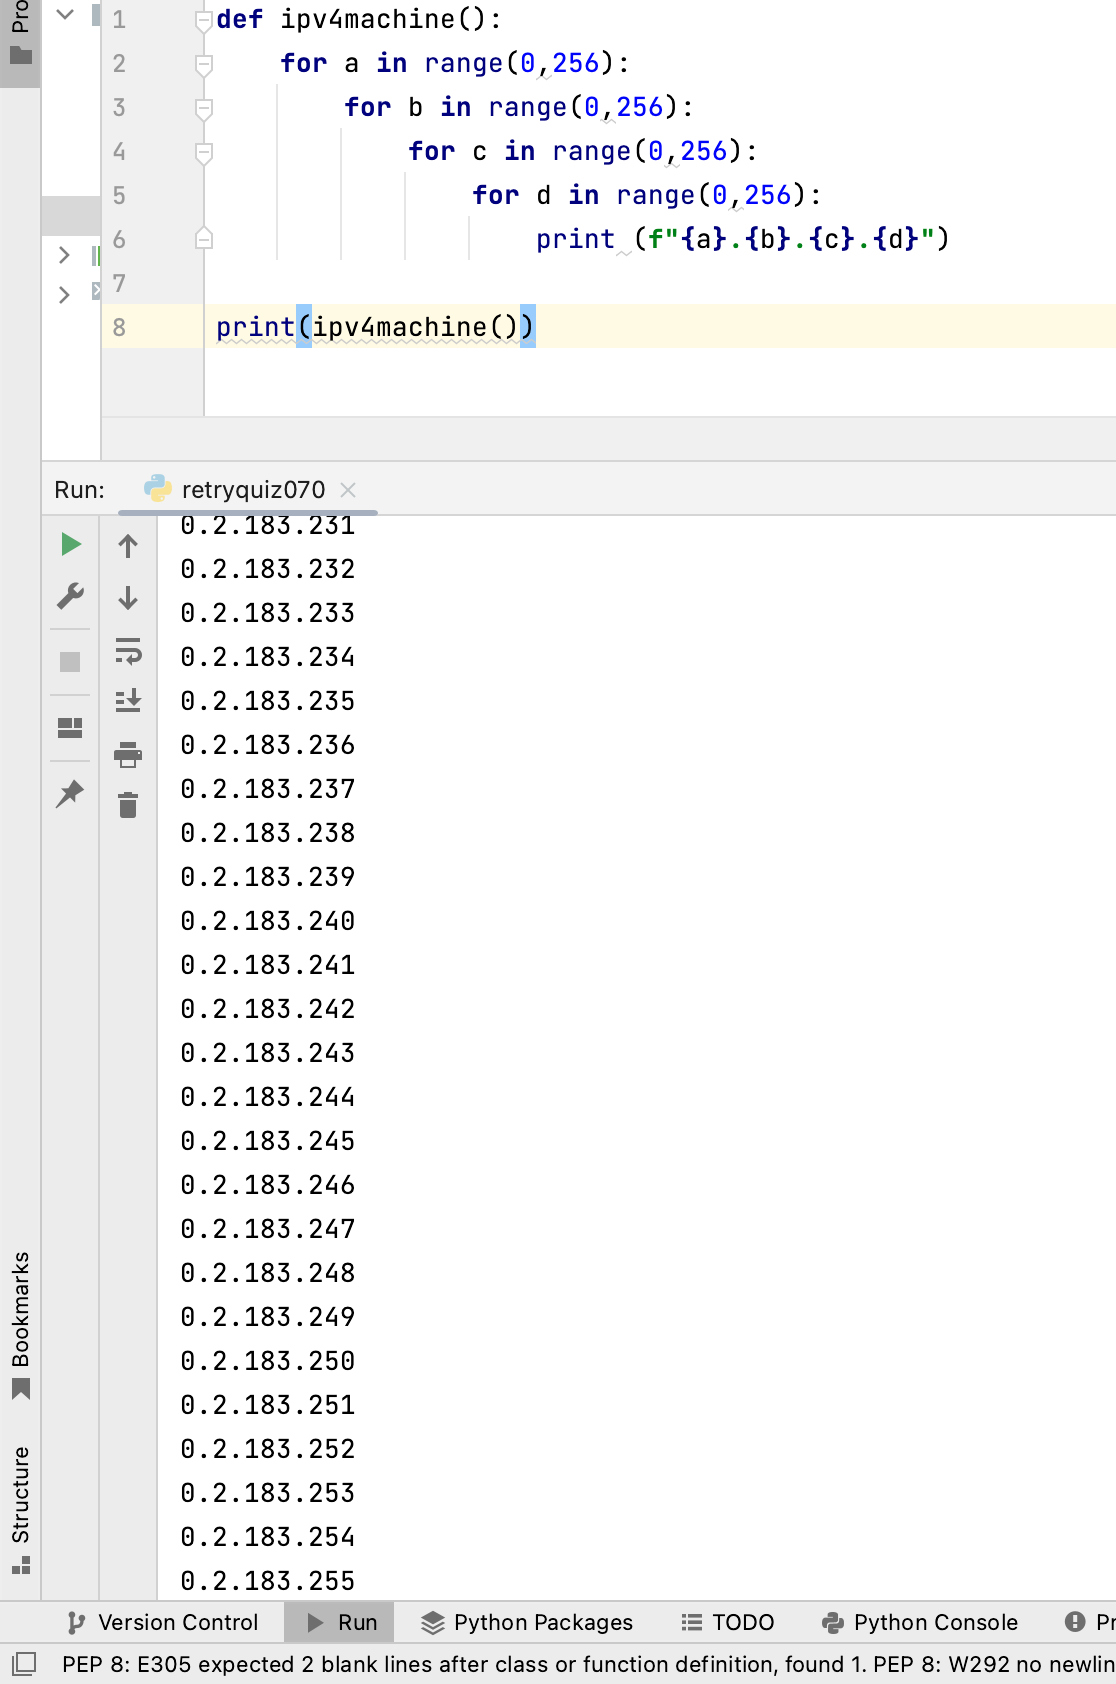 Pro
1 def ipv4machine():
2 for a in range(0,256):
3 for b in range(0,256):
4 for c in range(0,256):
5 for d in range(0,256):
6 print (f"{a}.{b}.{c}.{d}")
7
8 print(ipv4machine())
Run: retryquiz070
0.2.183.231
0.2.183.232
0.2.183.233
0.2.183.234
0.2.183.235
0.2.183.236
0.2.183.237
0.2.183.238
0.2.183.239
0.2.183.240
0.2.183.241
0.2.183.242
0.2.183.243
0.2.183.244
0.2.183.245
0.2.183.246
0.2.183.247
0.2.183.248
0.2.183.249
0.2.183.250
0.2.183.251
0.2.183.252
0.2.183.253
0.2.183.254
0.2.183.255
Bookmarks
Structure
Version Control Run Python Packages TODO Python Console Pr
PEP 8: E305 expected 2 blank lines after class or function definition, found 1. PEP 8: W292 no newlin